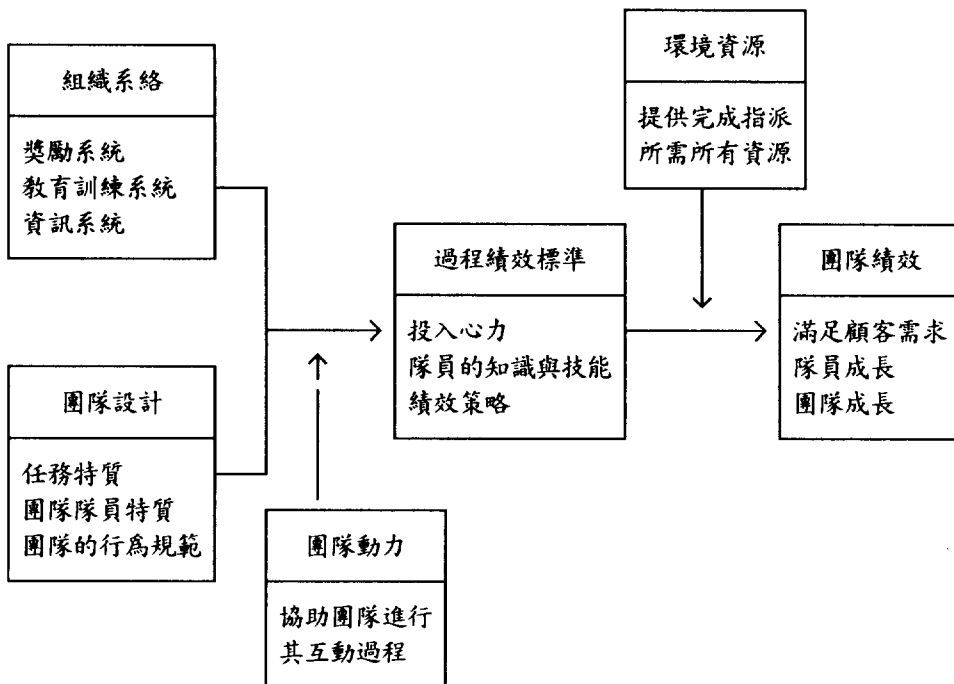 組織系絡
獎勵系統
教育訓練系統
資訊系統
環境資源
提供完成指派
所需所有資源
過程績效標準
投入心力
隊員的知識與技能
績效策略
團隊績效
滿足顧客需求
隊員成長
團隊成長
團隊設計
任務特質
團隊隊員特質
團隊的行為規範
團隊動力
協助團隊進行
其互動過程